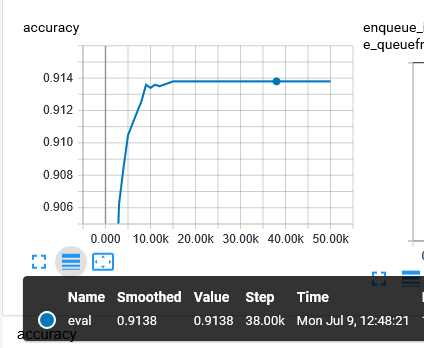 accuracy
enqueue_i
e_queuefr
0.914
0.912
0.910
0.908
0.906
0.000 10.00k 20.00k 30.00k 40.00k 50.00k
Name Smoothed Value Step Time
eval 0.9138 0.9138 38.00k Mon Jul 9, 12:48:21
accuracy